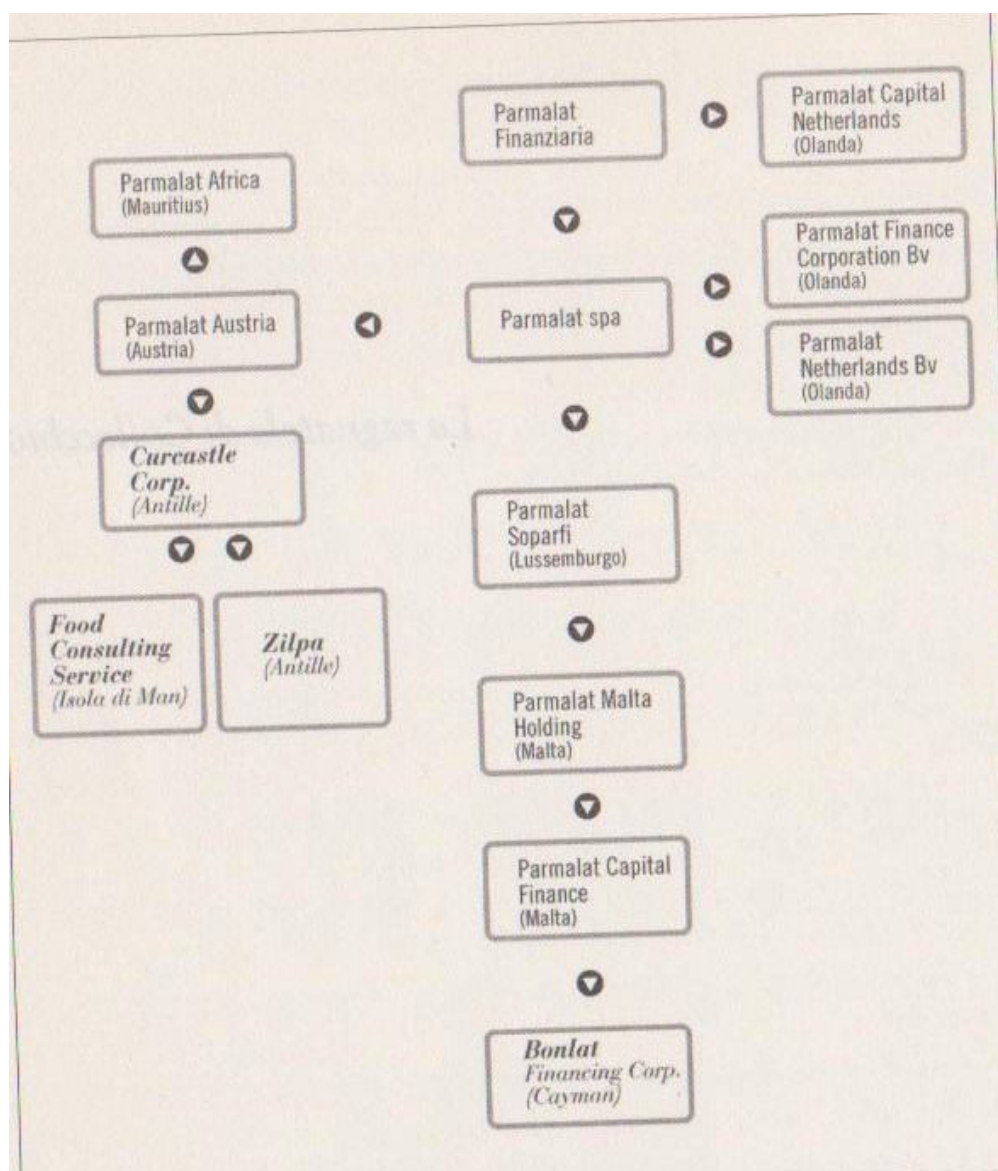 Parmalat
Finanziaria
Parmalat Capital
Netherlands
(Olanda)
Parmalat Africa
(Mauritius)
Parmalat Finance
Corporation Bv
(Olanda)
Parmalat Austria
(Austria)
Parmalat spa
Parmalat
Netherlands Bv
(Olanda)
Curcastle
Corp.
(Antille)
Parmalat
Soparfi
(Lussemburgo)
Food
Consulting
Service
(Isola di Man)
Zilpa
(Antille)
Parmalat Malta
Holding
(Malta)
Parmalat Capital
Finance
(Malta)
Bonlat
Financing Corp.
(Cayman)